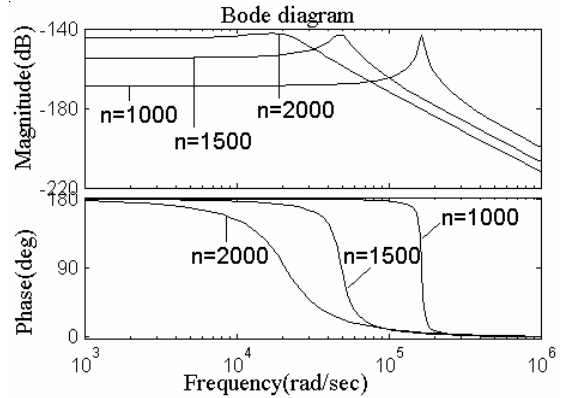 Bode diagram
Magnitude(dB)
-140
-180
-220
n=1000
n=1500
n=2000
Phase(deg)
180
90
0
n=2000
n=1500
n=1000
10^3
10^4
10^5
10^6
Frequency(rad/sec)